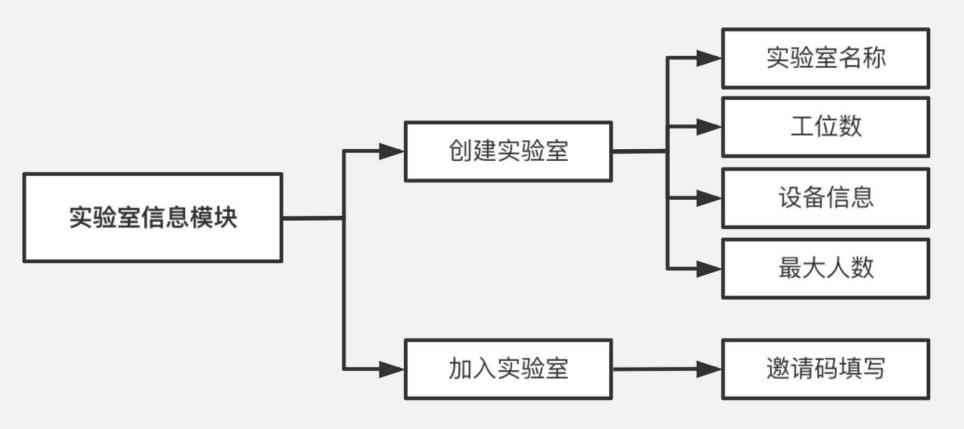 实验室信息模块
创建实验室
实验室名称
工位数
设备信息
最大人数
加入实验室
邀请码填写